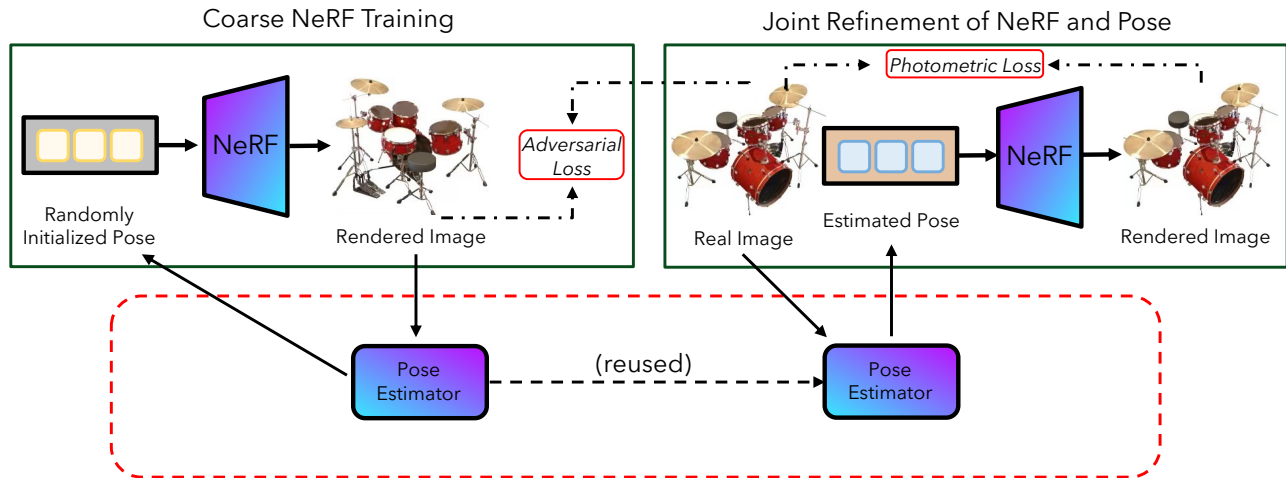 Coarse NeRF Training
Joint Refinement of NeRF and Pose
NeRF
Adversarial
Loss
Randomly
Initialized Pose
Rendered Image
Photometric Loss
NeRF
Real Image
Estimated Pose
Rendered Image
Pose
Estimator
(reused)
Pose
Estimator